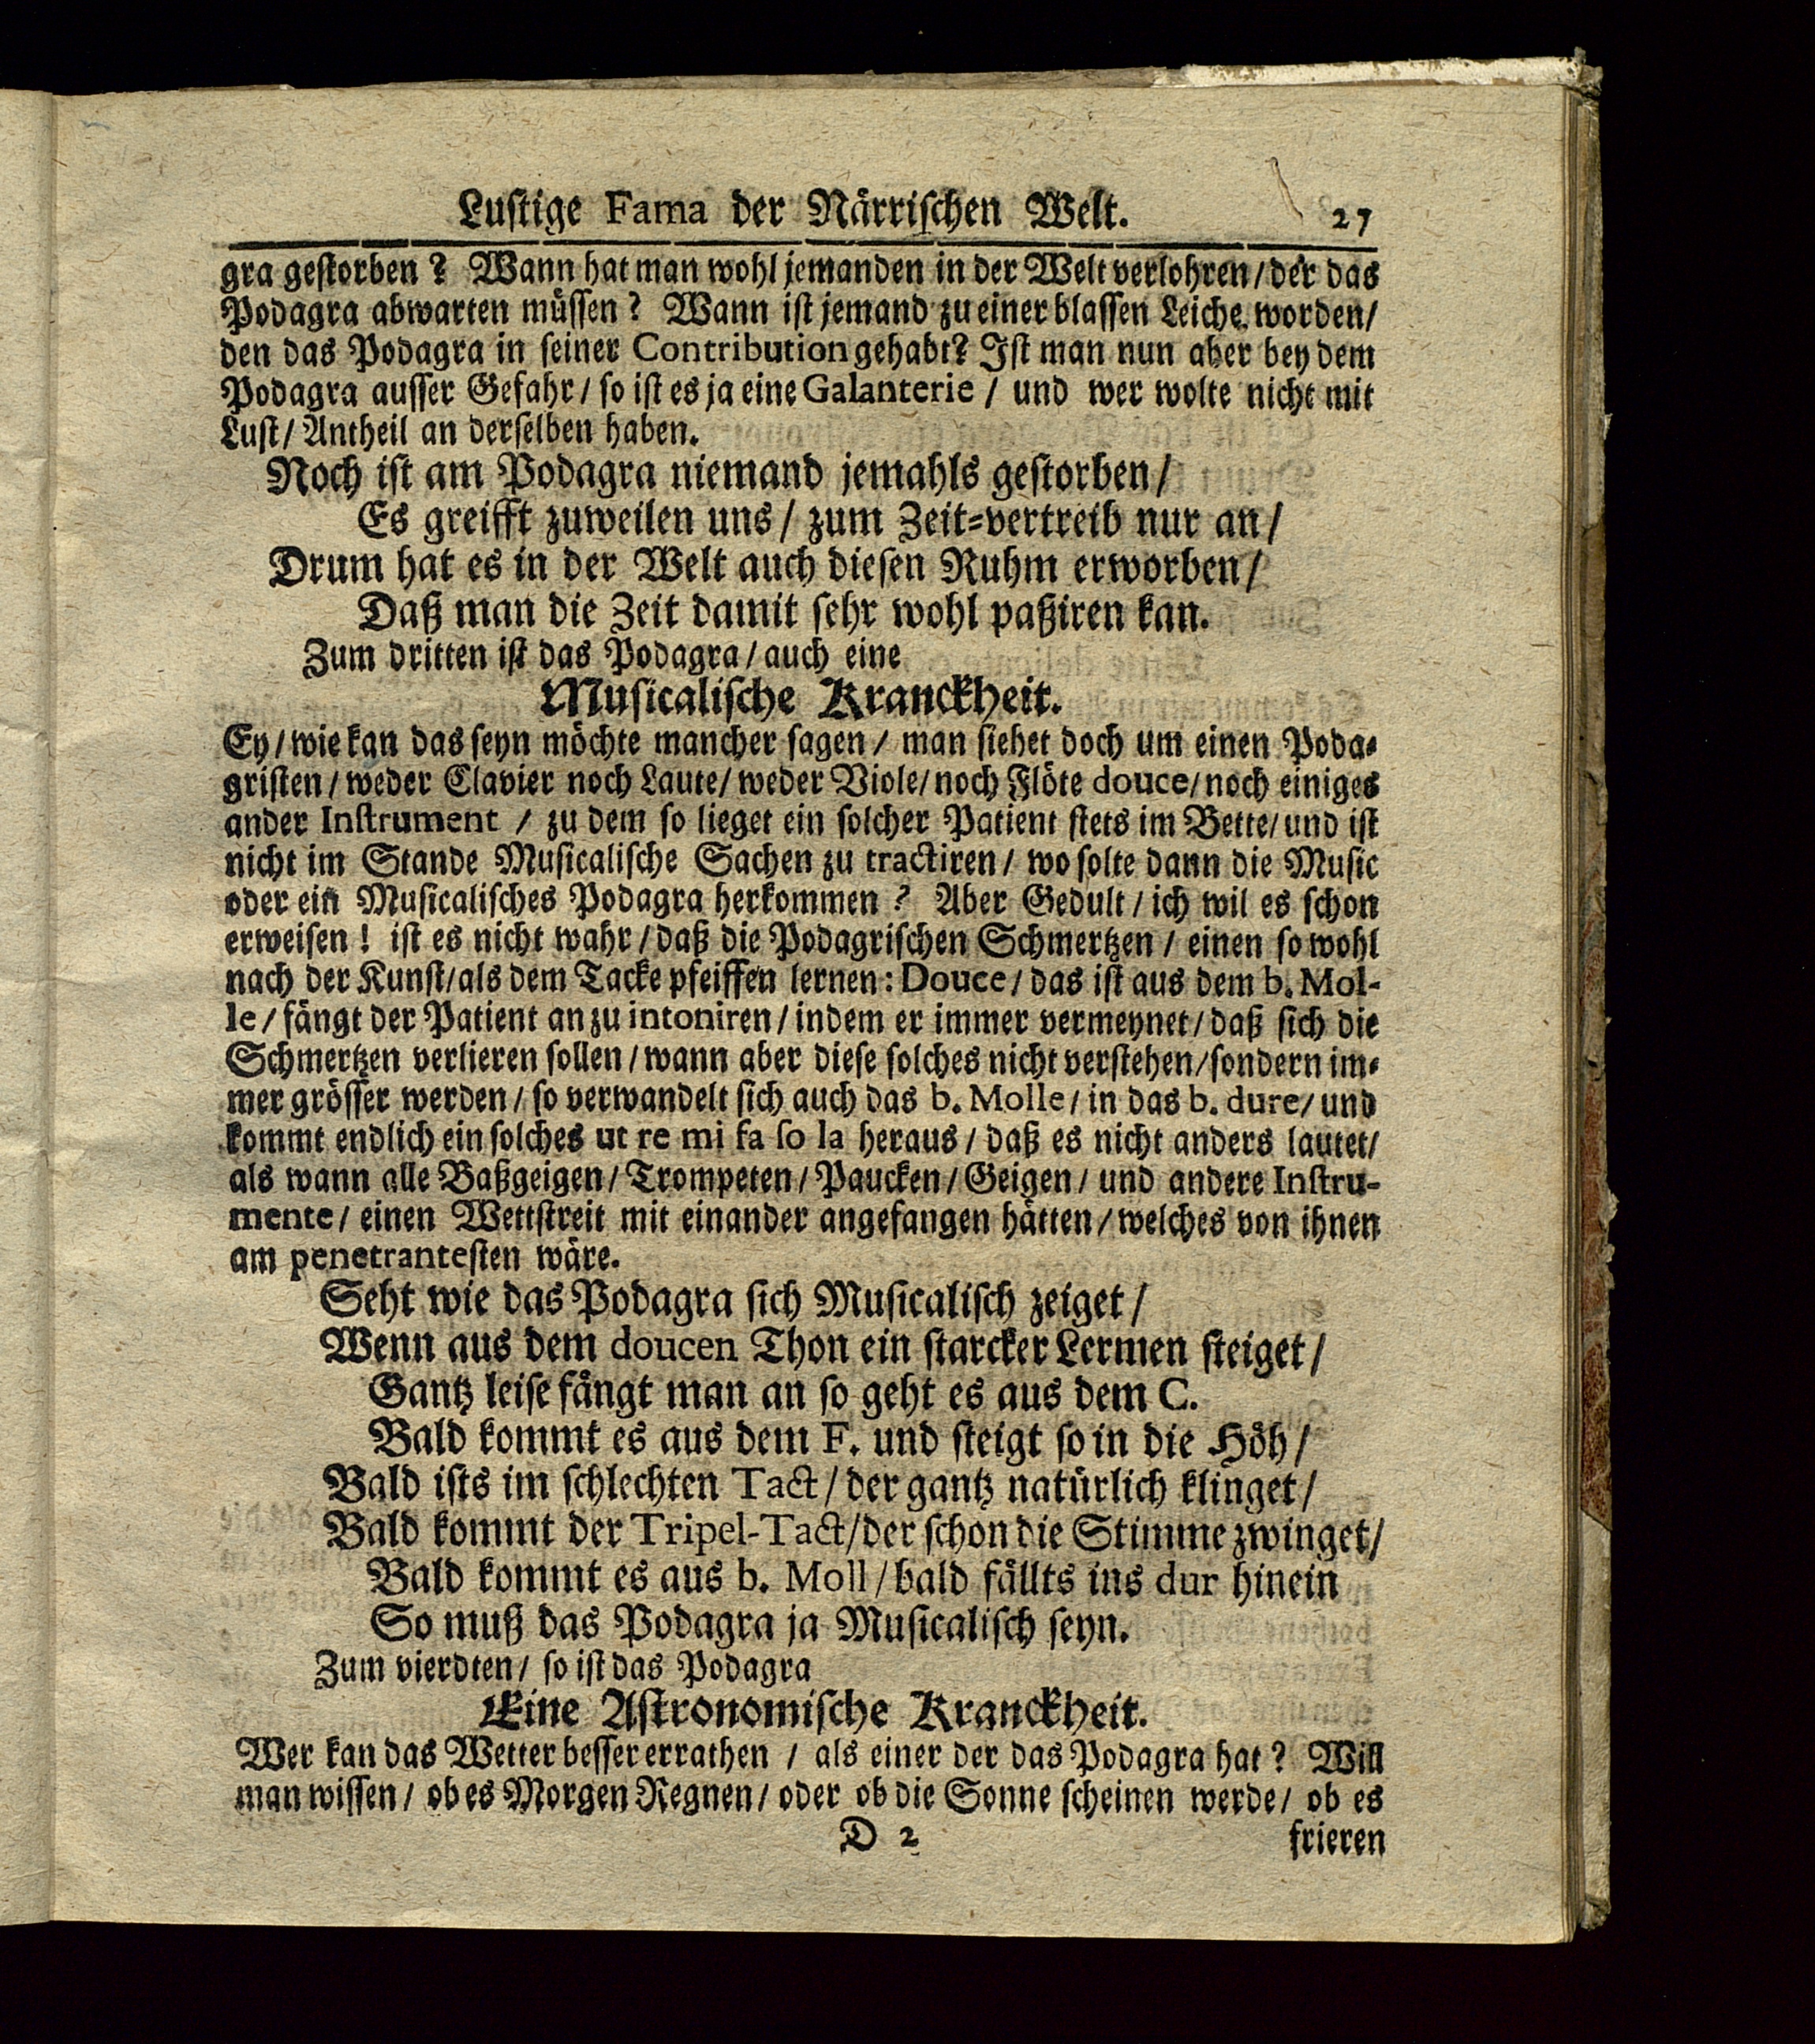 Lustige Fama der Närrischen Welt. 27
gra gestorben? Wann hat man wohl jemanden in der Welt verlohren/der das
Podagra abwarten müssen? Wann ist jemand zu einer blassen Leiche worden/
den das Podagra in seiner Contribution gehabt? Ist man nun aber bey dem
Podagra ausser Gefahr/ so ist es ja eine Galanterie / und wer wolte nicht mit
Lust/ Antheil an derselben haben.
Noch ist am Podagra niemand jemahls gestorben/
Es greifft zuweilen uns/ zum Zeit-vertreib nur an/
Drum hat es in der Welt auch diesen Ruhm erworben/
Daß man die Zeit damit sehr wohl paßiren kan.
Zum dritten ist das Podagra/ auch eine
Musicalische Kranckheit.
Ey/ wie kan das seyn möchte mancher sagen/ man siehet doch um einen Poda-
gristen/ weder Clavier noch Laute/ weder Viole/ noch Flöte douce/ noch einiges
ander Instrument / zu dem so lieget ein solcher Patient stets im Bette/ und ist
nicht im Stande Musicalische Sachen zu tractiren/ wo solte dann die Music
oder ein Musicalisches Podagra herkommen? Aber Gedult/ ich wil es schon
erweisen! ist es nicht wahr/ daß die Podagrischen Schmertzen/ einen so wohl
nach der Kunst/ als dem Tacke pfeiffen lernen: Douce/ das ist aus dem b. Mol-
le/ fängt der Patient an zu intoniren/ indem er immer vermeynet/ daß sich die
Schmertzen verlieren sollen/ wann aber diese solches nicht verstehen/sondern im-
mer grösser werden/ so verwandelt sich auch das b. Molle/ in das b. dure/ und
kommt endlich ein solches ut re mi fa so la heraus/ daß es nicht anders lautet/
als wann alle Baßgeigen/ Trompeten/ Paucken/ Geigen/ und andere Instru-
mente/ einen Wettstreit mit einander angefangen hätten/ welches von ihnen
am penetrantesten wäre.
Seht wie das Podagra sich Musicalisch zeiget/
Wenn aus dem doucen Thon ein starcker Lermen steiget/
Gantz leise fängt man an so geht es aus dem C.
Bald kommt es aus dem F. und steigt so in die Höh/
Bald ists im schlechten Tact/ der gantz natürlich klinget/
Bald kommt der Tripel-Tact/der schon die Stimme zwinget/
Bald kommt es aus b. Moll/bald fällts ins dur hinein
So muß das Podagra ja Musicalisch seyn.
Zum vierdten/ so ist das Podagra
Eine Astronomische Kranckheit.
Wer kan das Wetter besser errathen / als einer der das Podagra hat? Will
man wissen/ ob es Morgen Regnen/ oder ob die Sonne scheinen werde/ ob es
D 2 frieren